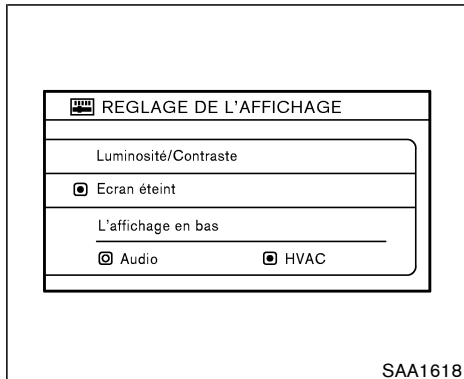 REGLAGE DE L'AFFICHAGE
Luminosité/Contraste
Ecran éteint
L'affichage en bas
Audio HVAC
SAA1618